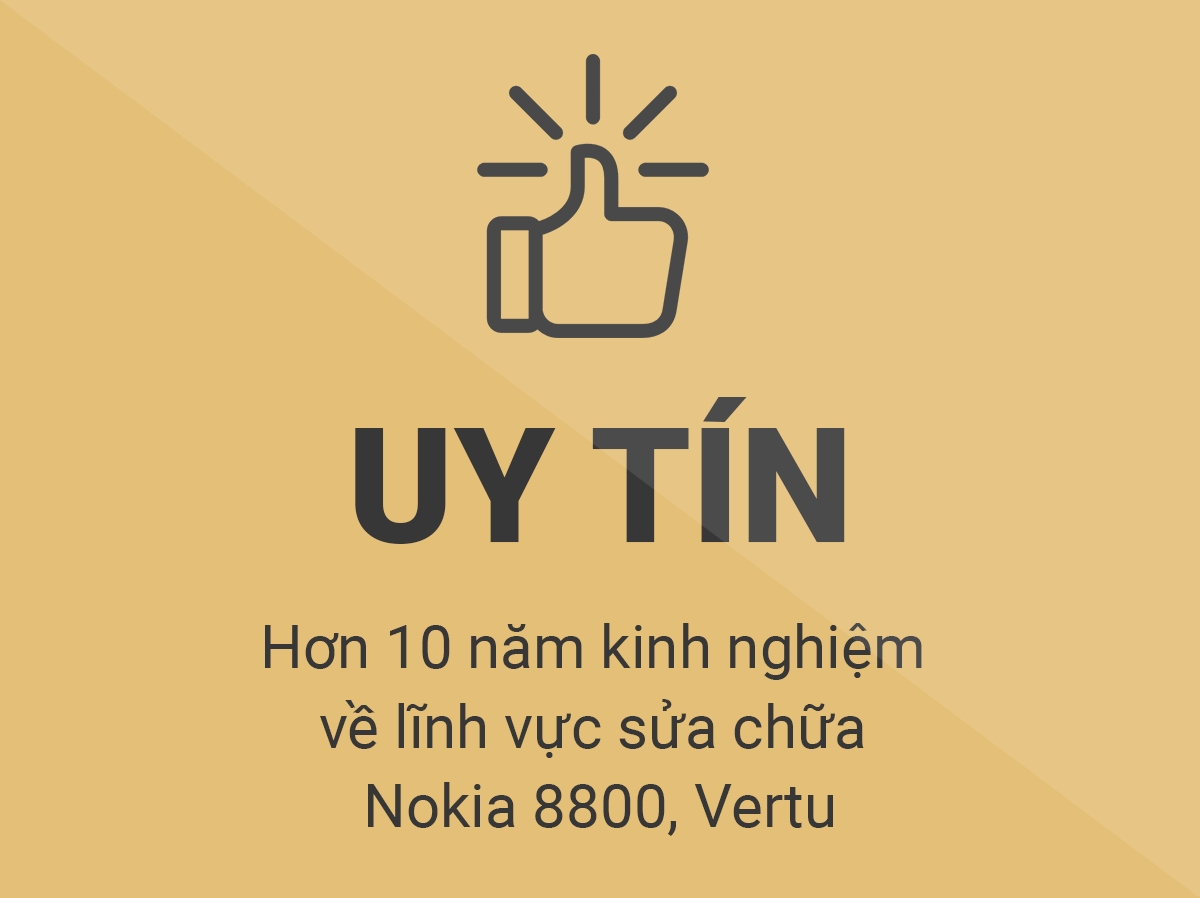 UY TÍN
Hơn 10 năm kinh nghiệm
về lĩnh vực sửa chữa
Nokia 8800, Vertu